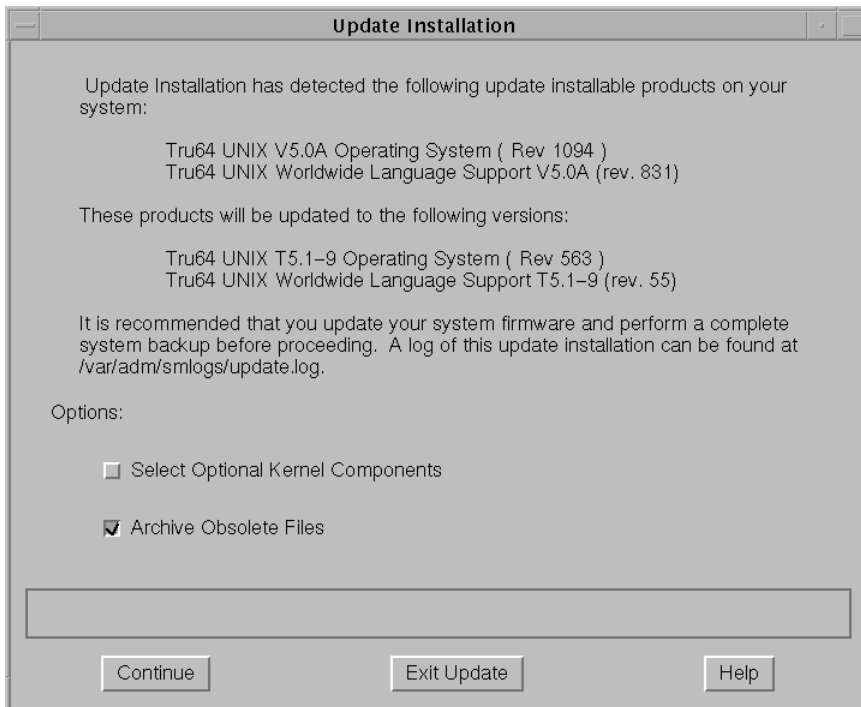 Update Installation
Update Installation has detected the following update installable products on your
system:
Tru64 UNIX V5.0A Operating System ( Rev 1094 )
Tru64 UNIX Worldwide Language Support V5.0A (rev. 831)
These products will be updated to the following versions:
Tru64 UNIX T5.1–9 Operating System ( Rev 563 )
Tru64 UNIX Worldwide Language Support T5.1–9 (rev. 55)
It is recommended that you update your system firmware and perform a complete
system backup before proceeding. A log of this update installation can be found at
/var/adm/smlogs/update.log.
Options:
Select Optional Kernel Components
Archive Obsolete Files
Continue Exit Update Help